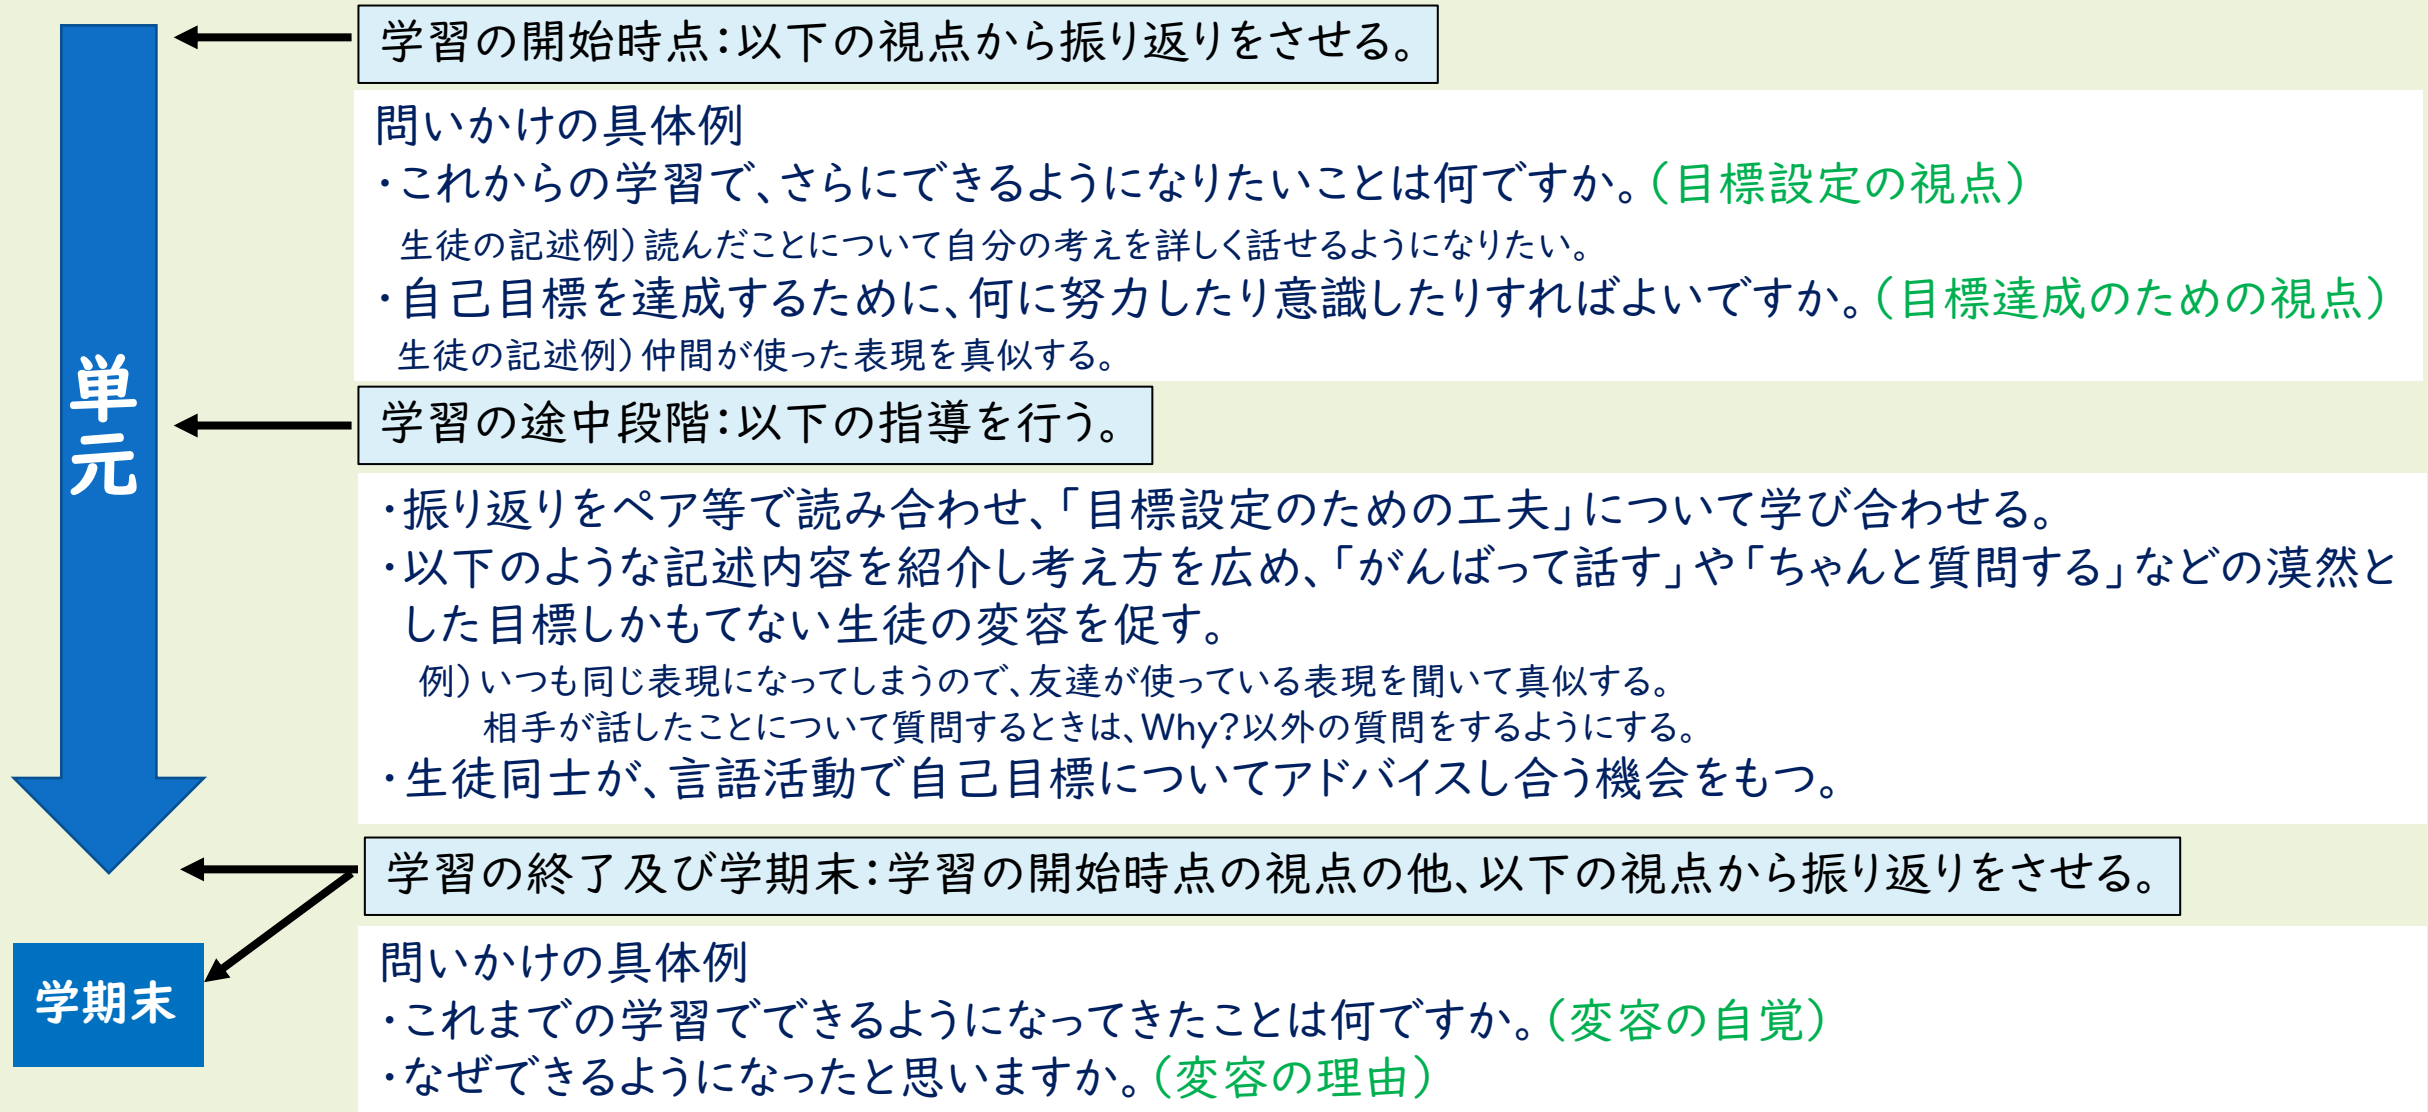 学習の開始時点：以下の視点から振り返りをさせる。
問いかけの具体例
・これからの学習で、さらにできるようになりたいことは何ですか。（目標設定の視点）
生徒の記述例）読んだことについて自分の考えを詳しく話せるようになりたい。
・自己目標を達成するために、何に努力したり意識したりすればよいですか。（目標達成のための視点）
生徒の記述例）仲間が使った表現を真似する。
単元
学習の途中段階：以下の指導を行う。
・振り返りをペア等で読み合わせ、「目標設定のための工夫」について学び合わせる。
・以下のような記述内容を紹介し考え方を広め、「がんばって話す」や「ちゃんと質問する」などの漠然と
した目標しかもてない生徒の変容を促す。
例）いつも同じ表現になってしまうので、友達が使っている表現を聞いて真似する。
相手が話したことについて質問するときは、Why?以外の質問をするようにする。
・生徒同士が、言語活動で自己目標についてアドバイスし合う機会をもつ。
学習の終了及び学期末：学習の開始時点の視点の他、以下の視点から振り返りをさせる。
学期末
問いかけの具体例
・これまでの学習でできるようになってきたことは何ですか。（変容の自覚）
・なぜできるようになったと思いますか。（変容の理由）